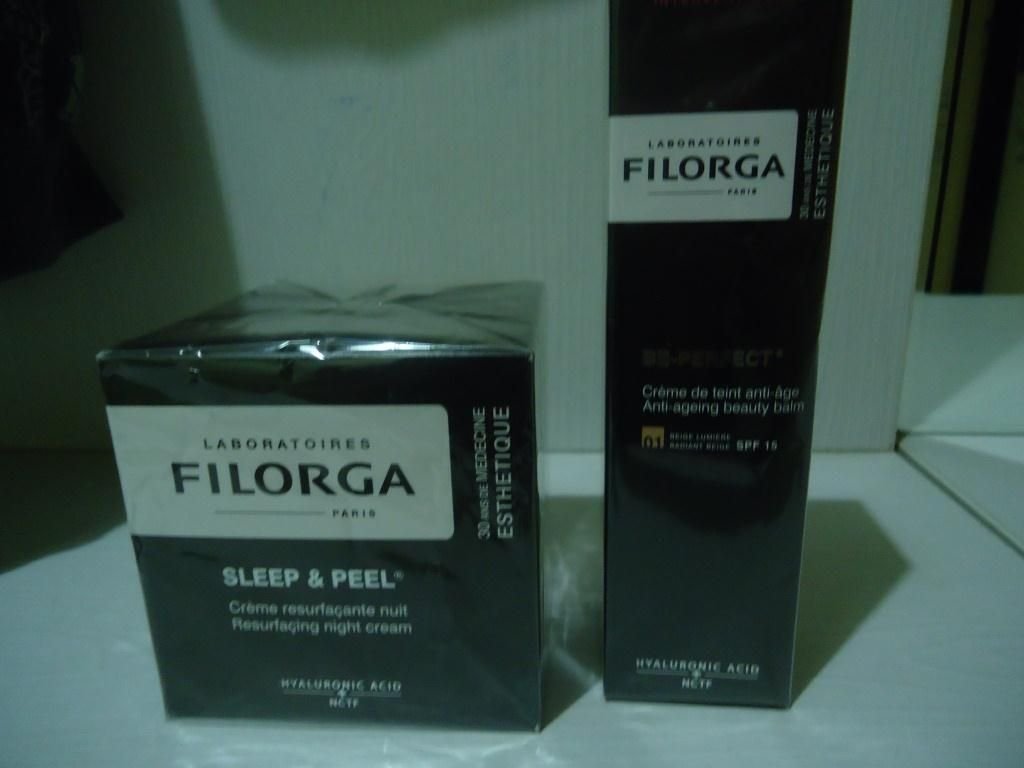 LABORATOIRES
FILORGA
PARIS
30 ANS DE MEDECINE
ESTHETIQUE
SLEEP & PEEL®
Crème resurfaçante nuit
Resurfaçing night cream
HYALURONIC ACID
+
NCTF
LABORATOIRES
FILORGA
PARIS
30 ANS DE MEDECINE
ESTHETIQUE
BB-PERFECT®
Crème de teint anti-âge
Anti-ageing beauty balm
01 BEIGE LUMIERE
RADIANT BEIGE SPF 15
HYALURONIC ACID
+
NCTF